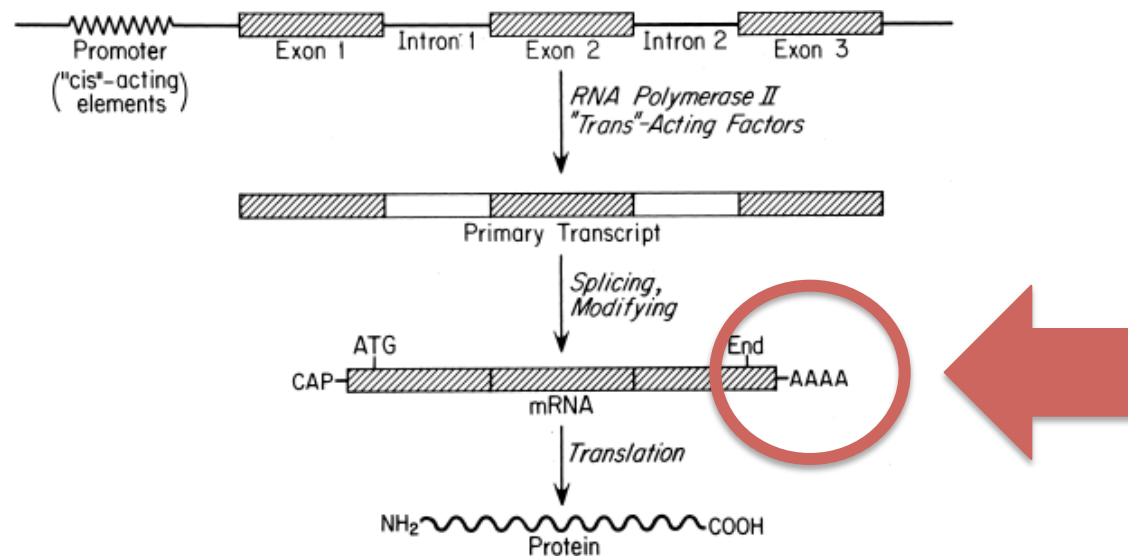 Promoter
("cis"-acting
elements)
Exon 1
Intron 1
Exon 2
Intron 2
Exon 3
RNA Polymerase II
"Trans"-Acting Factors
Primary Transcript
Splicing,
Modifying
ATG
End
CAP
AAAA
mRNA
Translation
NH₂
COOH
Protein